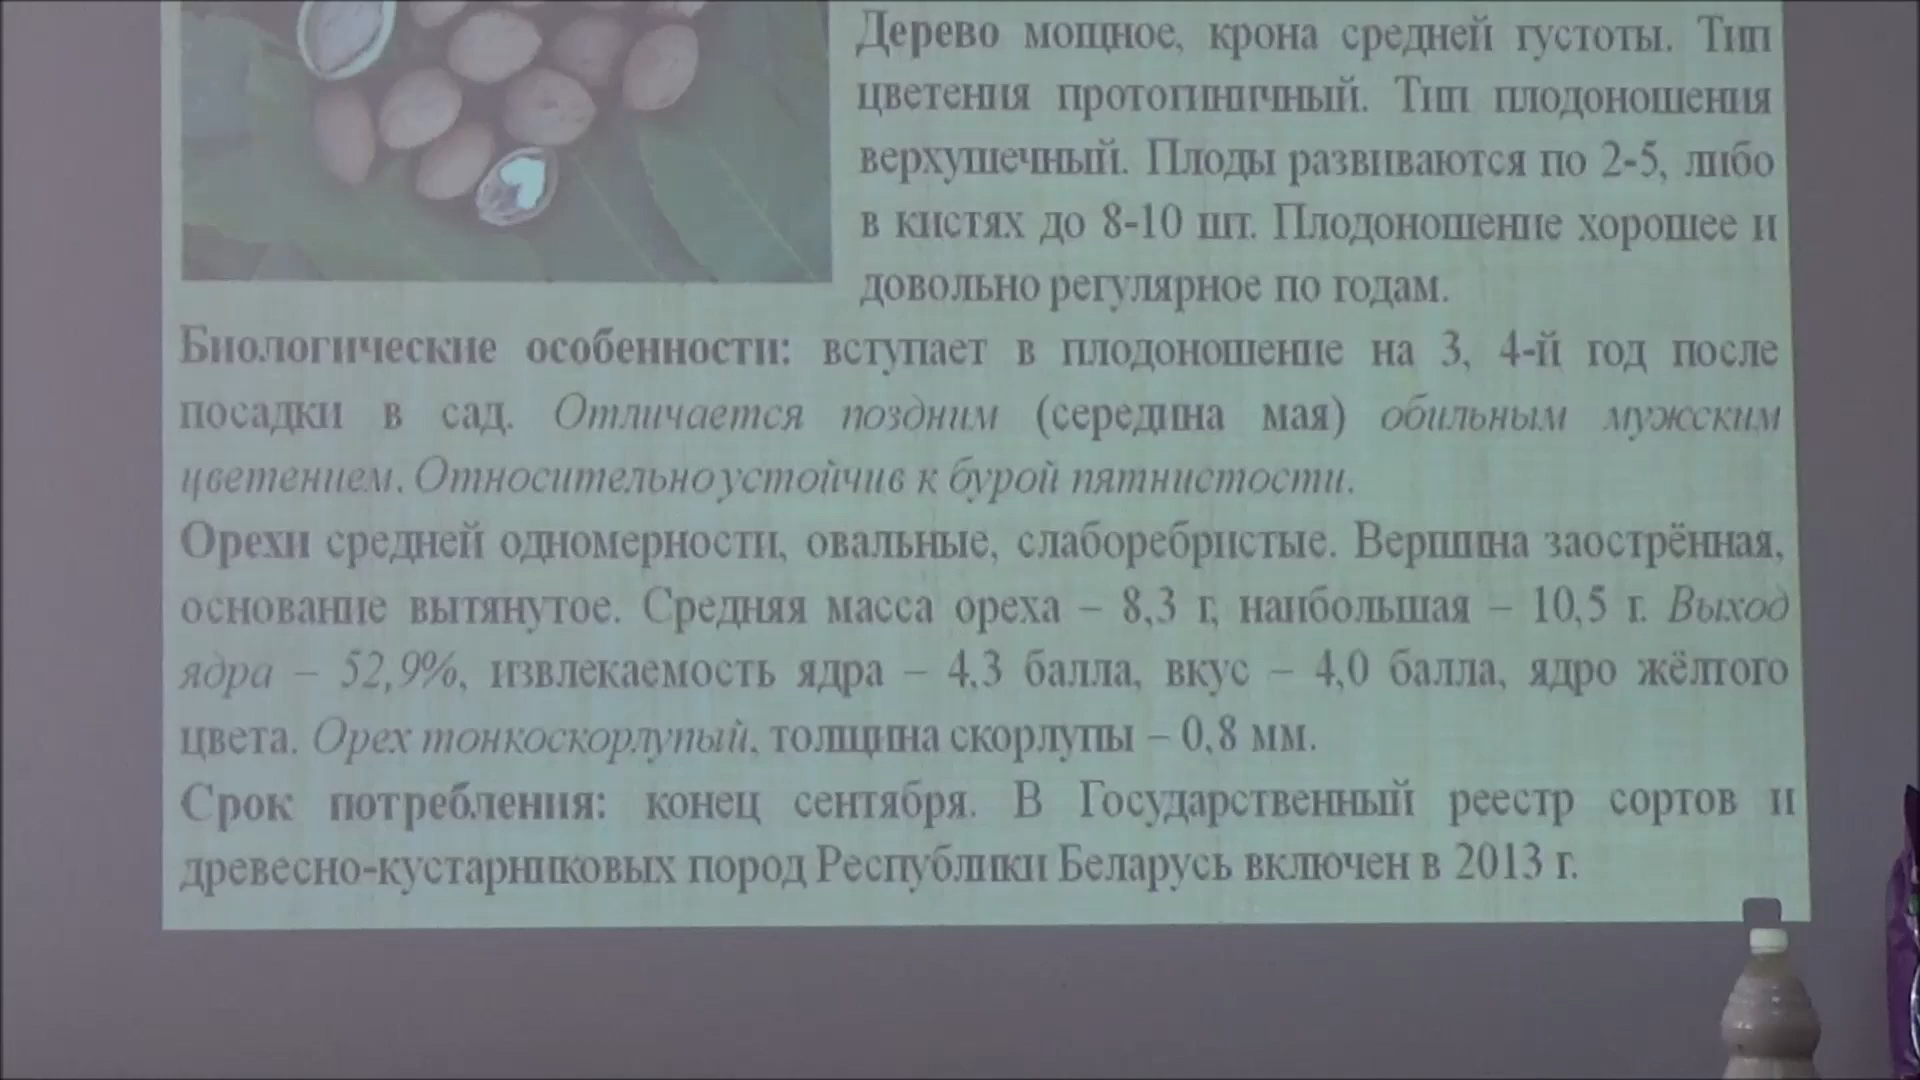 Дерево мощное, крона средней густоты. Тип
цветения протогиничный. Тип плодоношения
верхушечный. Плоды развиваются по 2-5, либо
в кистях до 8-10 шт. Плодоношение хорошее и
довольно регулярное по годам.
Биологические особенности: вступает в плодоношение на 3, 4-й год после
посадки в сад. Отличается поздним (середина мая) обильным мужским
цветением. Относительно устойчив к бурой пятнистости.
Орехи средней одномерности, овальные, слаборебристые. Вершина заострённая,
основание вытянутое. Средняя масса ореха – 8,3 г, наибольшая – 10,5 г. Выход
ядра – 52,9%, извлекаемость ядра – 4,3 балла, вкус – 4,0 балла, ядро жёлтого
цвета. Орех тонкоскорлупый, толщина скорлупы – 0,8 мм.
Срок потребления: конец сентября. В Государственный реестр сортов и
древесно-кустарниковых пород Республики Беларусь включен в 2013 г.